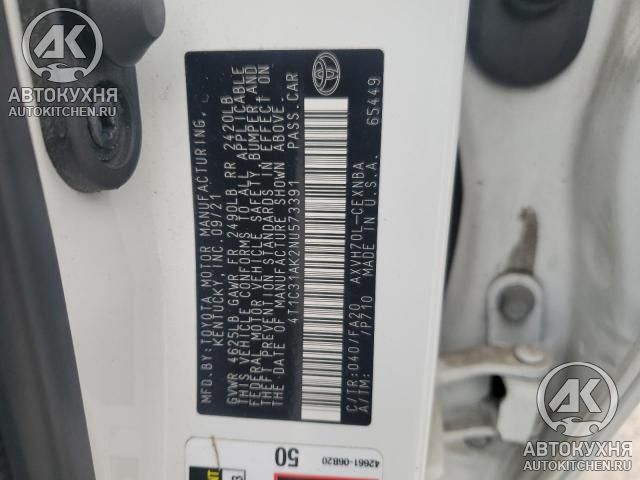 MFD.BY:TOYOTA MOTOR MANUFACTURING,
KENTUCKY, INC. 09/21
GVWR 4625LB GAWR FR 2490LB RR 2420LB
THIS VEHICLE CONFORMS TO ALL APPLICABLE
FEDERAL MOTOR VEHICLE SAFETY, BUMPER AND
THEFT PREVENTION STANDARDS IN EFFECT ON
THE DATE OF MANUFACTURE SHOWN ABOVE.
4T1C31AK2NU573391 PASS.CAR
C/TR:040/FA20 AXVH70L-CEXNBA
A/TM: /P710 MADE IN U.S.A.
65449
50
42661-06B20
AK
АВТОКУХНЯ
AUTOKITCHEN.RU
AK
АВТОКУХНЯ
AUTOKITCHEN.RU